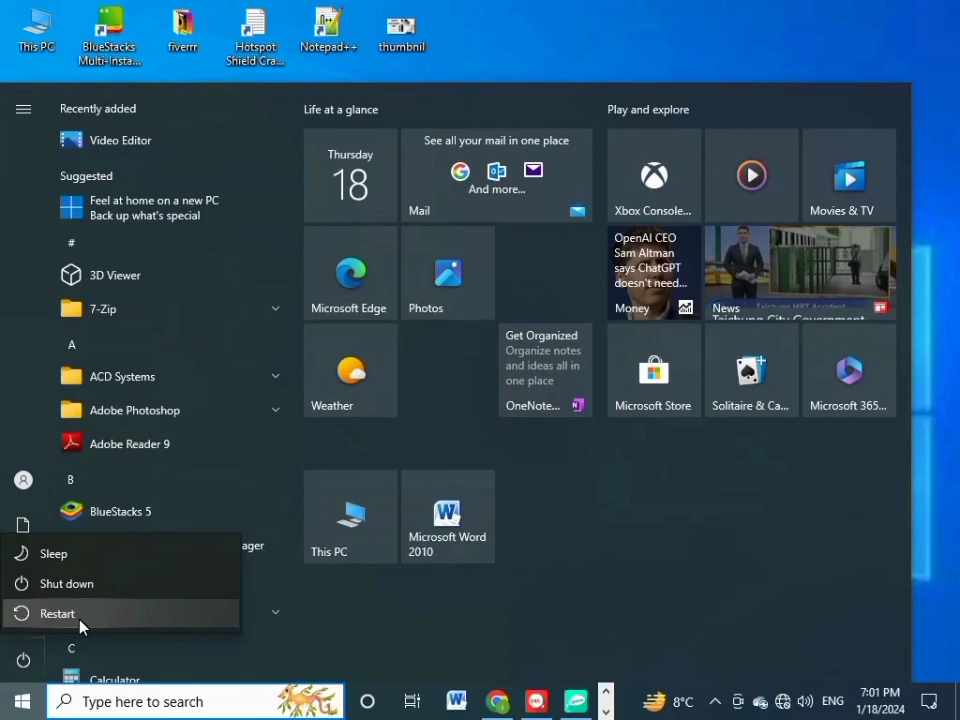 This PC
BlueStacks
Multi-Insta...
fiverrr
Hotspot
Shield Cra...
Notepad++
thumbnil
Recently added
Video Editor
Suggested
Feel at home on a new PC
Back up what's special
#
3D Viewer
7-Zip
A
ACD Systems
Adobe Photoshop
Adobe Reader 9
B
BlueStacks 5
ager
Sleep
Shut down
Restart
C
Calculator
Life at a glance
Thursday
18
See all your mail in one place
And more...
Mail
Microsoft Edge
Photos
Weather
Get Organized
Organize notes
and ideas all in
one place
OneNote...
This PC
Microsoft Word
2010
Play and explore
Xbox Console...
Movies & TV
OpenAI CEO
Sam Altman
says ChatGPT
doesn't need...
Money
Taichung MRT Accident
News
Taichung City Government
Microsoft Store
Solitaire & Ca...
Microsoft 365...
Type here to search
8°C
ENG
7:01 PM
1/18/2024